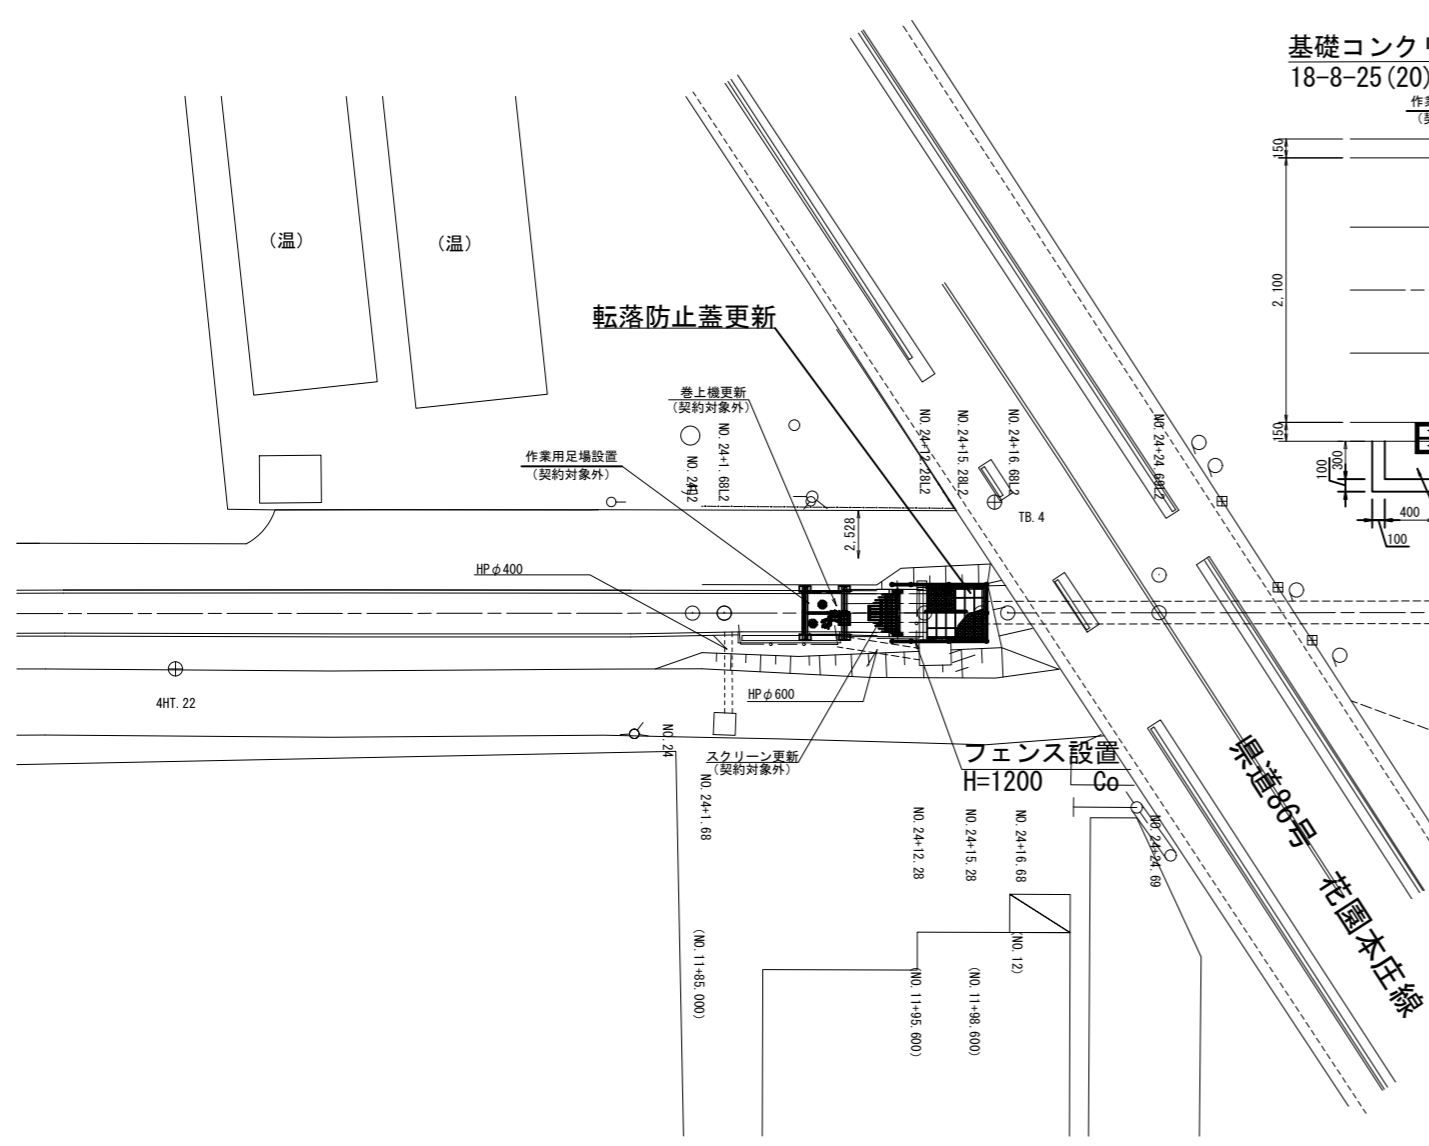 基礎コンク
18-8-25(20)
150
2,100
150
300
100
400
100
(温)
(温)
転落防止蓋更新
巻上機更新
(契約対象外)
作業用足場設置
(契約対象外)
NO.24+1.68L2
NO.24+12.28L2
NO.24+15.28L2
NO.24+16.68L2
NO.24+24.69L2
TB.4
2,528
HPφ400
4HT.22
HPφ600
NO.24
スクリーン更新
(契約対象外)
フェンス設置
H=1200 Co
県道86号 花園本庄線
NO.24+1.68
NO.24+12.28
NO.24+15.28
NO.24+16.68
NO.24+24.69
(NO.11+85.000)
(NO.11+95.600)
(NO.11+98.600)
(NO.12)